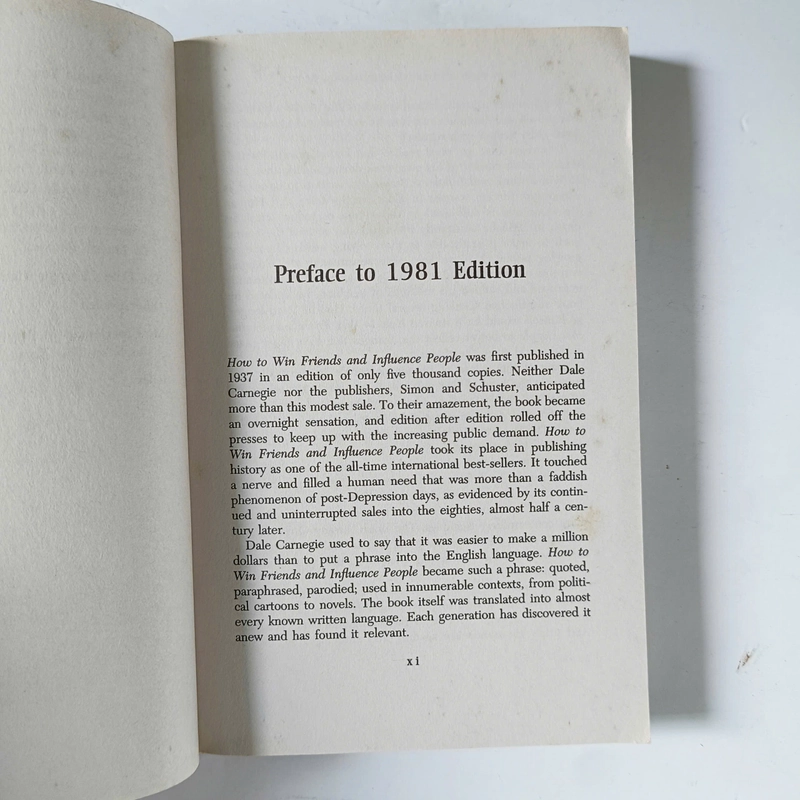 Preface to 1981 Edition
How to Win Friends and Influence People was first published in
1937 in an edition of only five thousand copies. Neither Dale
Carnegie nor the publishers, Simon and Schuster, anticipated
more than this modest sale. To their amazement, the book became
an overnight sensation, and edition after edition rolled off the
presses to keep up with the increasing public demand. How to
Win Friends and Influence People took its place in publishing
history as one of the all-time international best-sellers. It touched
a nerve and filled a human need that was more than a faddish
phenomenon of post-Depression days, as evidenced by its contin-
ued and uninterrupted sales into the eighties, almost half a cen-
tury later.
Dale Carnegie used to say that it was easier to make a million
dollars than to put a phrase into the English language. How to
Win Friends and Influence People became such a phrase: quoted,
paraphrased, parodied; used in innumerable contexts, from politi-
cal cartoons to novels. The book itself was translated into almost
every known written language. Each generation has discovered it
anew and has found it relevant.
xi